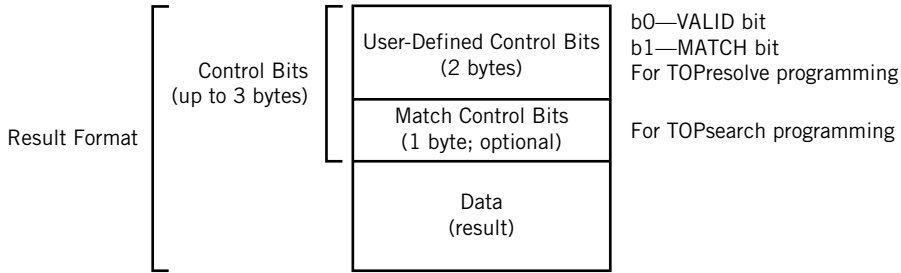 Result Format
Control Bits
(up to 3 bytes)
User-Defined Control Bits
(2 bytes)
b0—VALID bit
b1—MATCH bit
For TOPresolve programming
Match Control Bits
(1 byte; optional)
For TOPsearch programming
Data
(result)